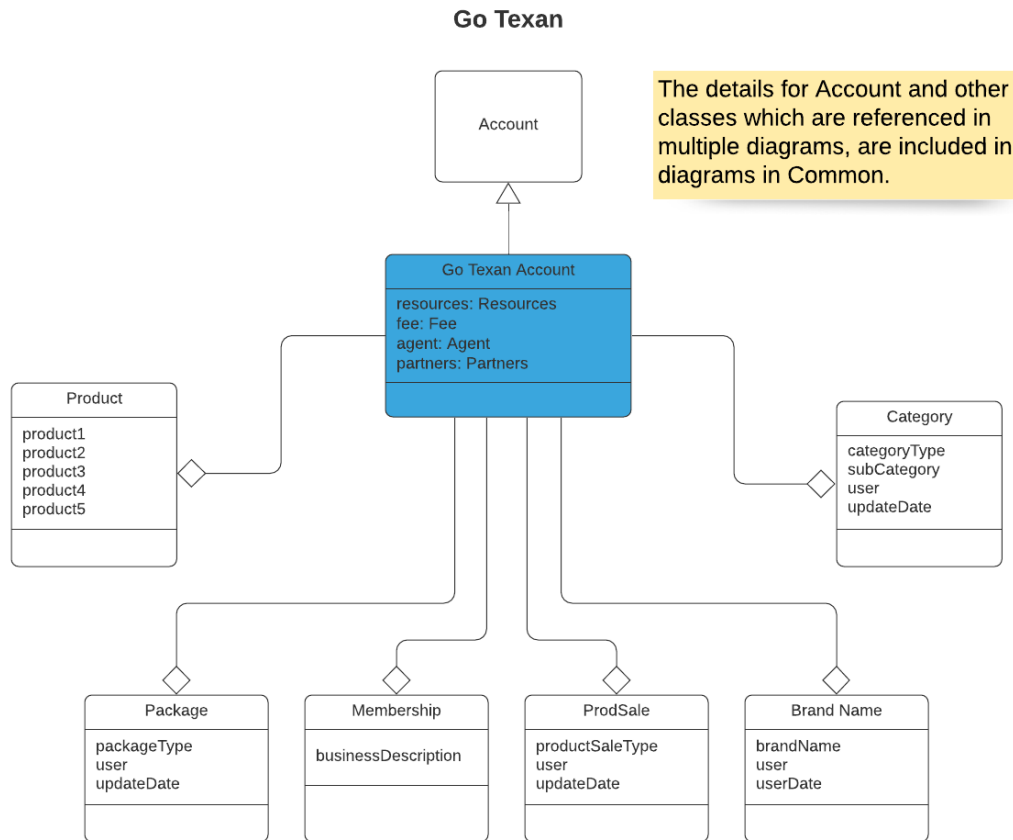 Go Texan
Account
The details for Account and other
classes which are referenced in
multiple diagrams, are included in
diagrams in Common.
Go Texan Account
resources: Resources
fee: Fee
agent: Agent
partners: Partners
Product
product1
product2
product3
product4
product5
Category
categoryType
subCategory
user
updateDate
Package
packageType
user
updateDate
Membership
businessDescription
ProdSale
productSaleType
user
updateDate
Brand Name
brandName
user
userDate